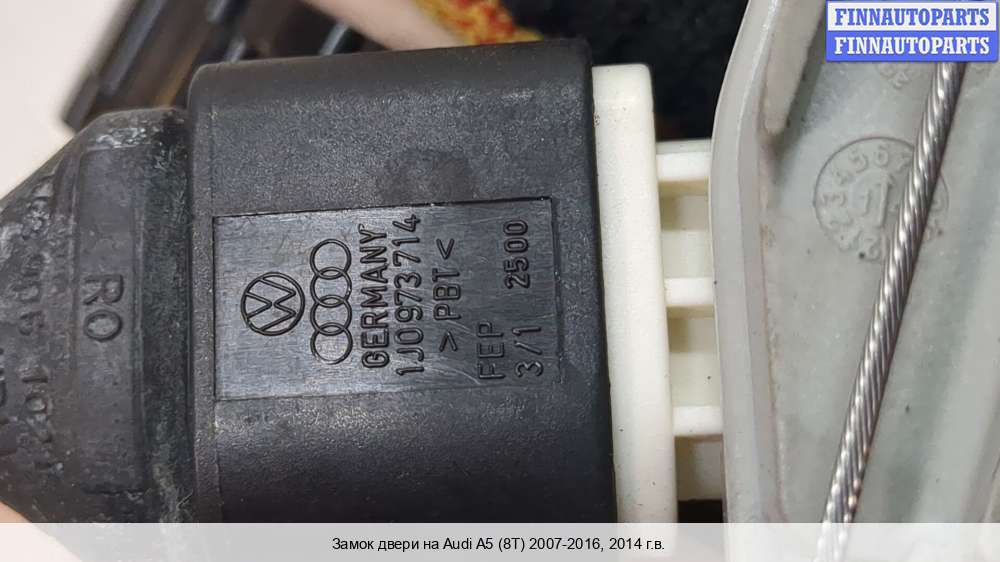 FINNAUTOPARTS
FINNAUTOPARTS
GERMANY
1J0973714
>PBT<
FEP 2500
3/1
RO
Замок двери на Audi A5 (8T) 2007-2016, 2014 г.в.